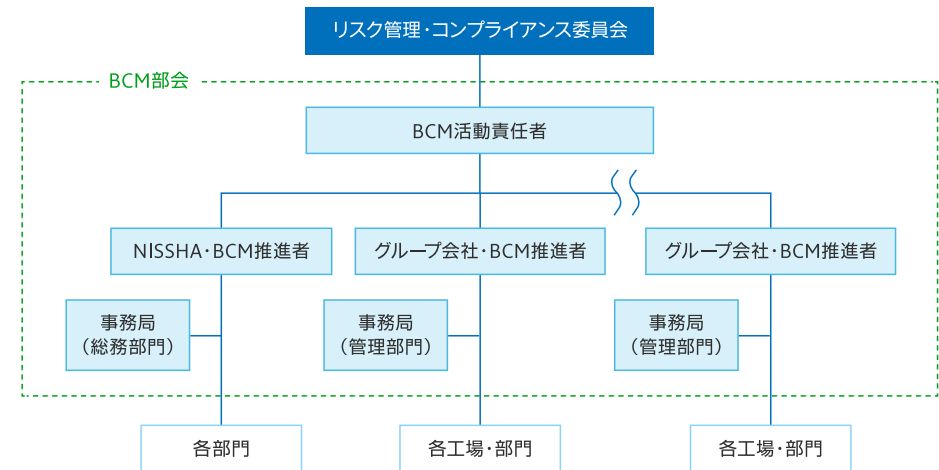 リスク管理・コンプライアンス委員会
BCM部会
BCM活動責任者
NISSHA・BCM推進者
グループ会社・BCM推進者
グループ会社・BCM推進者
事務局
（総務部門）
事務局
（管理部門）
事務局
（管理部門）
各部門
各工場・部門
各工場・部門